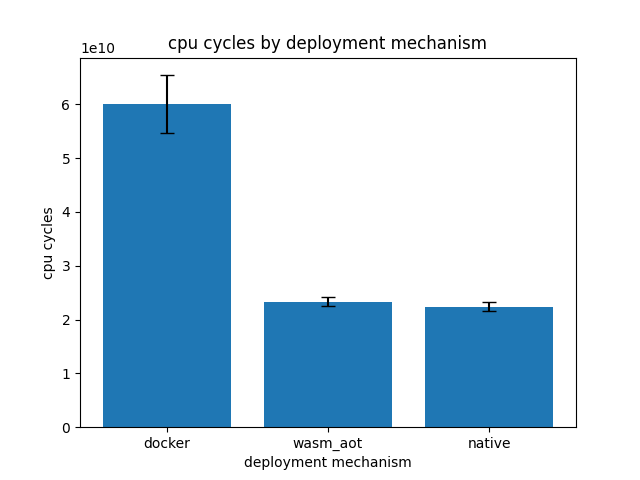 cpu cycles by deployment mechanism
1e10
6
5
4
3
2
1
0
cpu cycles
docker
wasm_aot
native
deployment mechanism